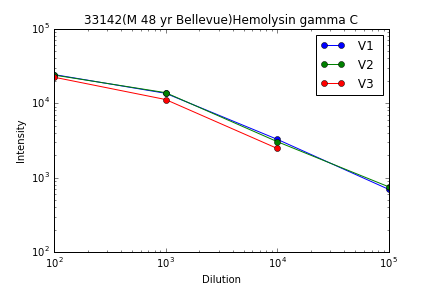 33142(M 48 yr Bellevue)Hemolysin gamma C
10^5
10^4
10^3
10^2
Intensity
V1
V2
V3
10^2 10^3 10^4 10^5
Dilution